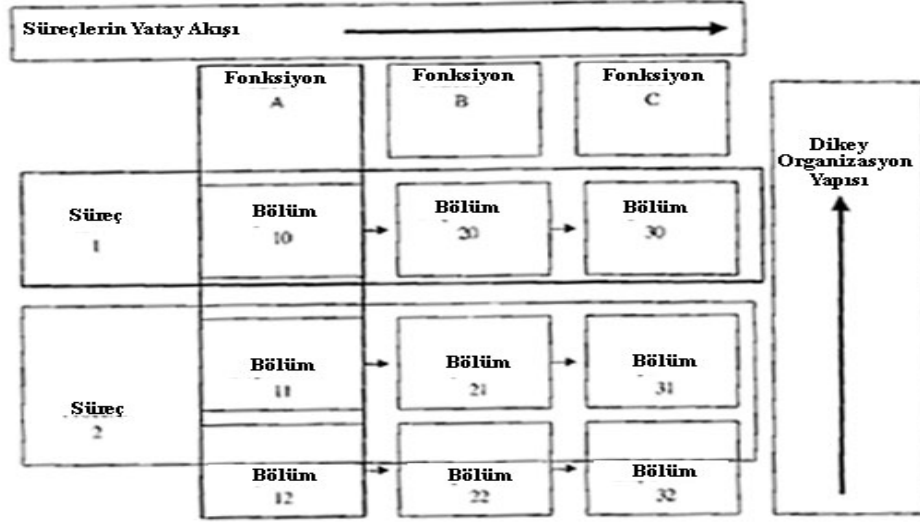 Süreçlerin Yatay Akışı
Fonksiyon
A
Fonksiyon
B
Fonksiyon
C
Dikey
Organizasyon
Yapısı
Süreç
1
Bölüm
10
Bölüm
20
Bölüm
30
Süreç
2
Bölüm
11
Bölüm
21
Bölüm
31
Bölüm
12
Bölüm
22
Bölüm
32